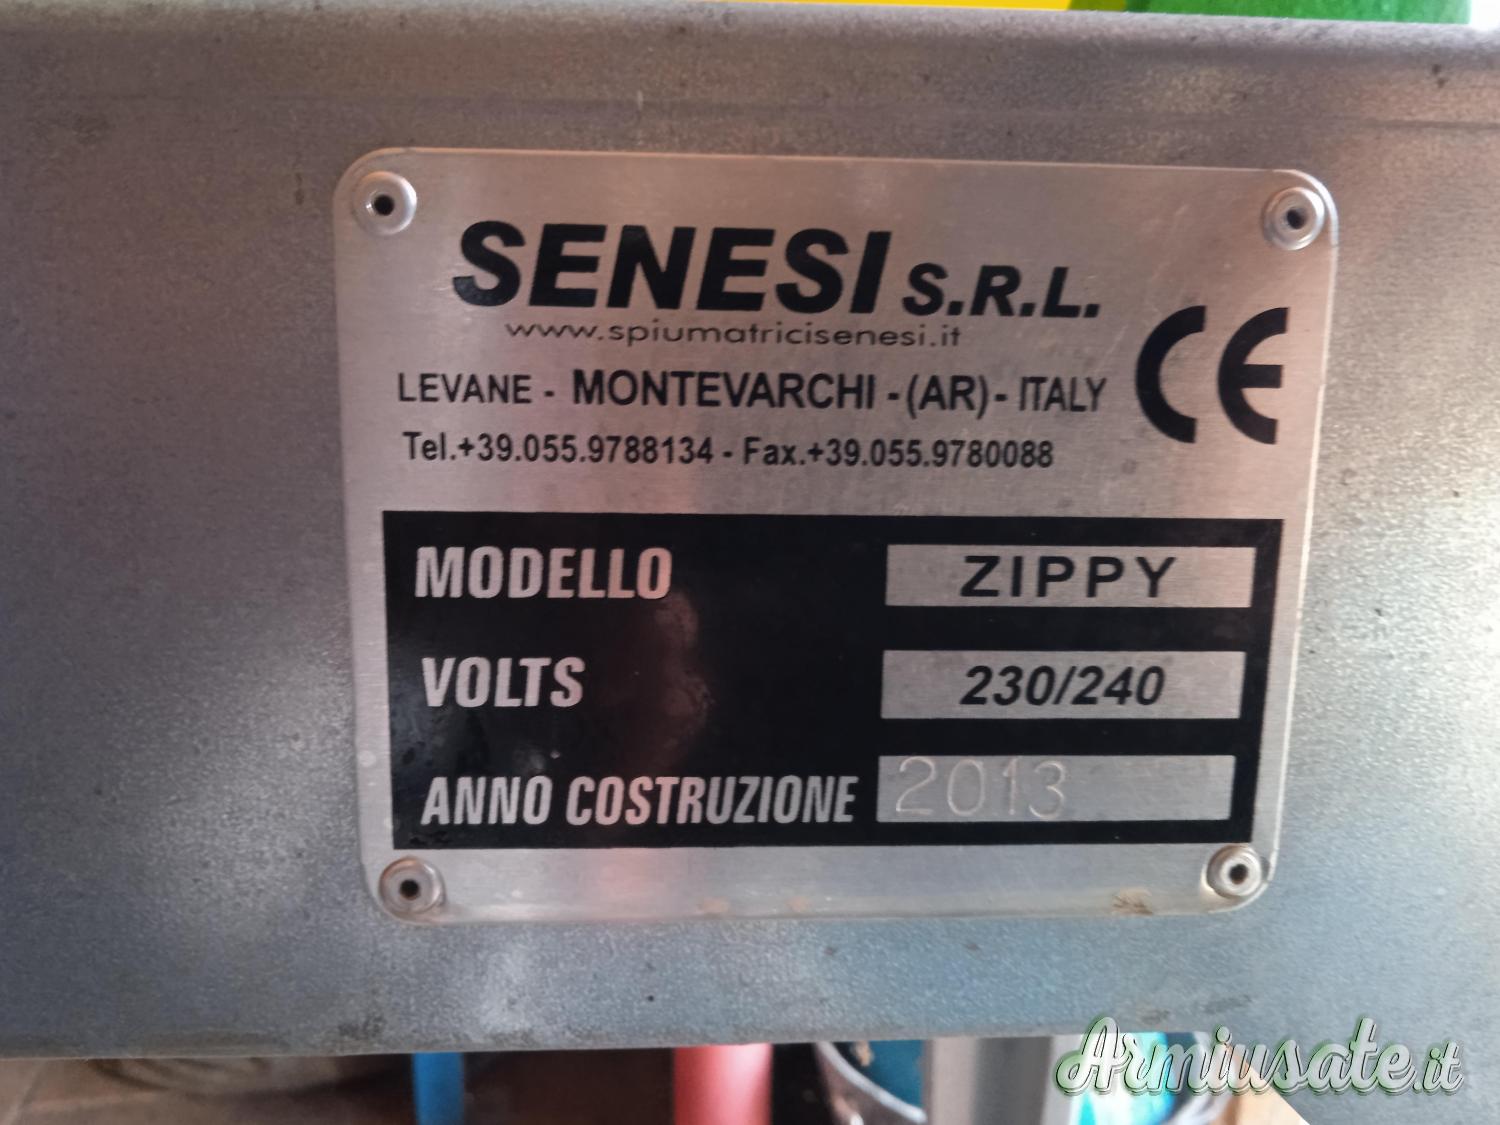 SENESI S.R.L.
www.spiumatricisenesi.it
LEVANE - MONTEVARCHI - (AR) - ITALY
Tel.+39.055.9788134 - Fax.+39.055.9780088
CE
MODELLO ZIPPY
VOLTS 230/240
ANNO COSTRUZIONE 2013
Armiusate.it